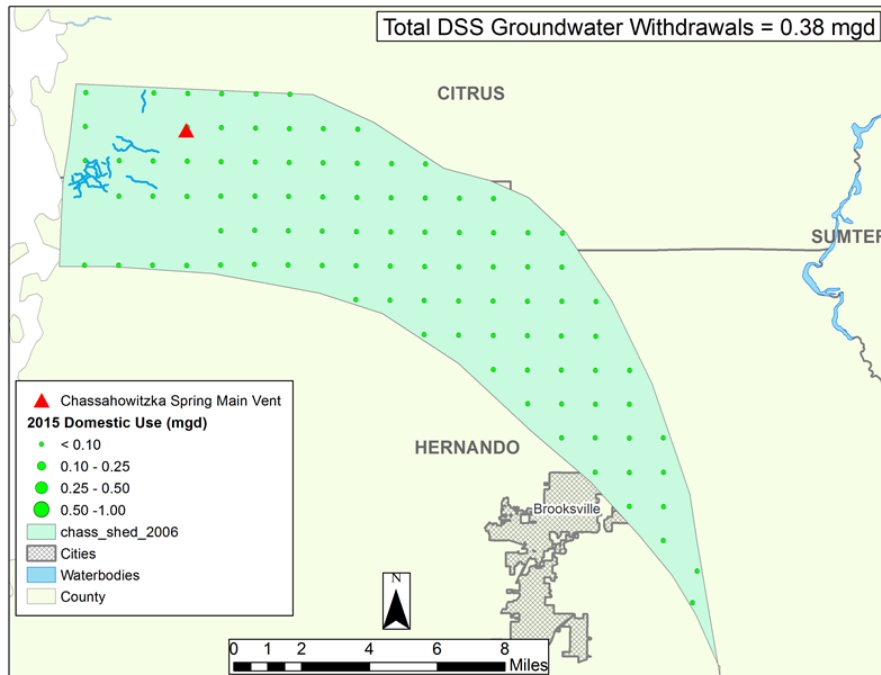 Total DSS Groundwater Withdrawals = 0.38 mgd
CITRUS
SUMTER
Chassahowitzka Spring Main Vent
2015 Domestic Use (mgd)
< 0.10
0.10 - 0.25
0.25 - 0.50
0.50 -1.00
chass_shed_2006
Cities
Waterbodies
County
HERNANDO
Brooksville
N
0 1 2 4 6 8
Miles